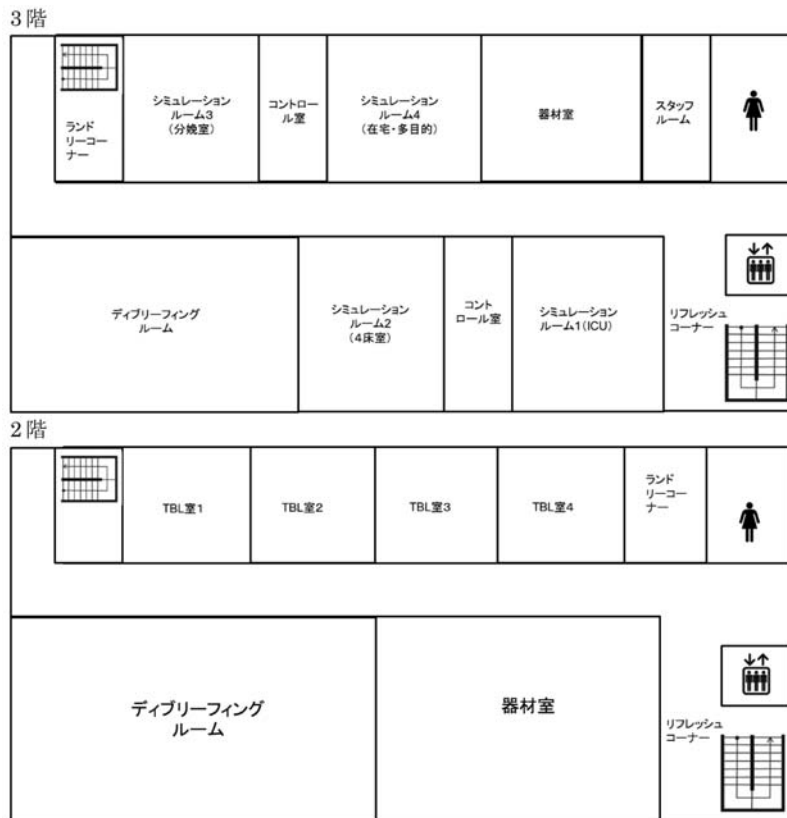 3階
ランド
リーコー
ナー
シミュレーション
ルーム3
(分娩室)
コントロー
ル室
シミュレーション
ルーム4
(在宅・多目的)
器材室
スタッフ
ルーム
ディブリーフィング
ルーム
シミュレーション
ルーム2
(4床室)
コント
ロール室
シミュレーション
ルーム1(ICU)
リフレッシュ
コーナー
2階
TBL室1
TBL室2
TBL室3
TBL室4
ランド
リーコー
ナー
ディブリーフィング
ルーム
器材室
リフレッシュ
コーナー